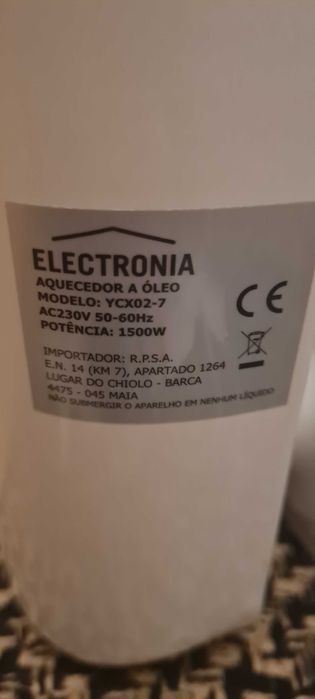 ELECTRONIA
AQUECEDOR A ÓLEO
MODELO: YCX02-7
AC230V 50-60Hz
POTÊNCIA: 1500W
CE
IMPORTADOR: R.P.S.A.
E.N. 14 (KM 7), APARTADO 1264
LUGAR DO CHIOLO - BARCA
4475 - 045 MAIA
NÃO SUBMERGIR O APARELHO EM NENHUM LÍQUIDO